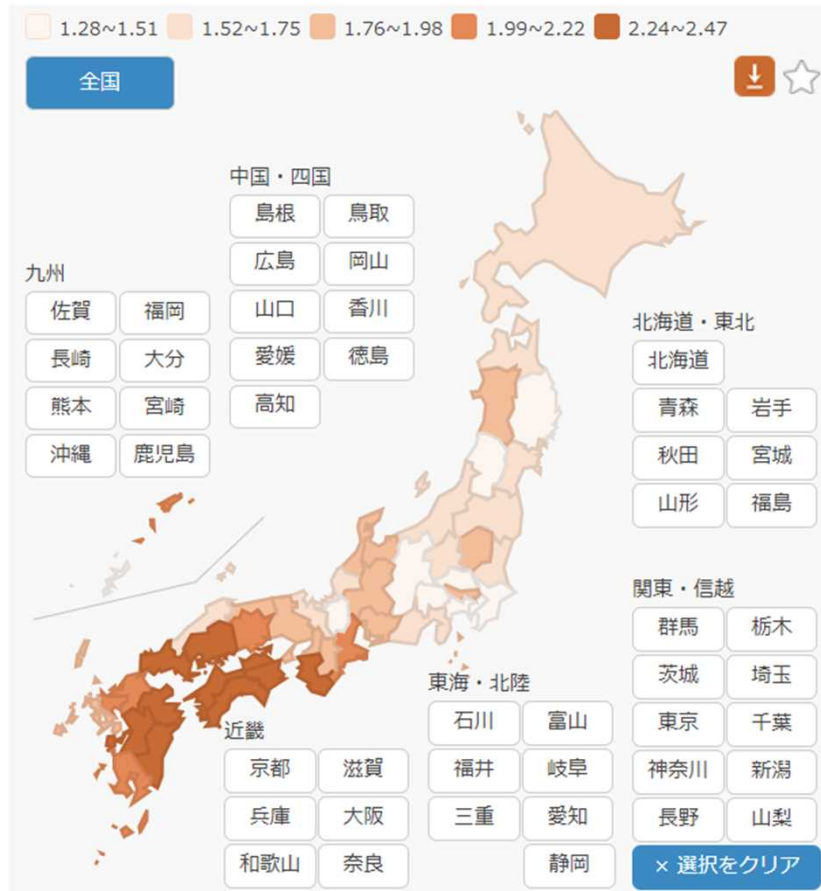 1.28~1.51 1.52~1.75 1.76~1.98 1.99~2.22 2.24~2.47
全国
中国・四国
島根 鳥取
広島 岡山
山口 香川
愛媛 徳島
高知
九州
佐賀 福岡
長崎 大分
熊本 宮崎
沖縄 鹿児島
北海道・東北
北海道
青森 岩手
秋田 宮城
山形 福島
関東・信越
群馬 栃木
茨城 埼玉
東京 千葉
神奈川 新潟
長野 山梨
× 選択をクリア
東海・北陸
石川 富山
福井 岐阜
三重 愛知
静岡
近畿
京都 滋賀
兵庫 大阪
和歌山 奈良